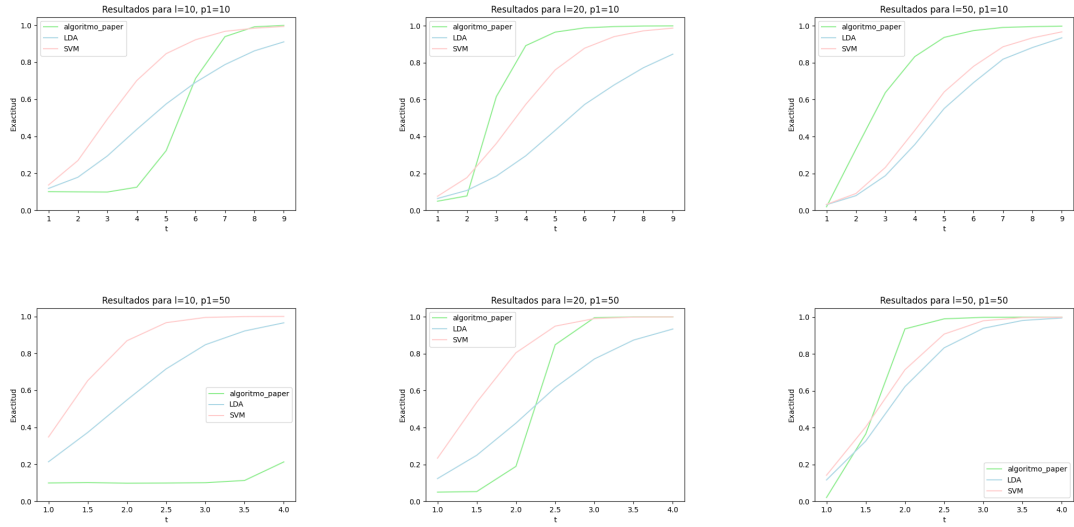 Resultados para l=10, p1=10
1.0
0.8
0.6
0.4
0.2
0.0
Exactitud
algoritmo_paper
LDA
SVM
1 2 3 4 5 6 7 8 9
t
Resultados para l=20, p1=10
1.0
0.8
0.6
0.4
0.2
0.0
Exactitud
algoritmo_paper
LDA
SVM
1 2 3 4 5 6 7 8 9
t
Resultados para l=50, p1=10
1.0
0.8
0.6
0.4
0.2
0.0
Exactitud
algoritmo_paper
LDA
SVM
1 2 3 4 5 6 7 8 9
t
Resultados para l=10, p1=50
1.0
0.8
0.6
0.4
0.2
0.0
Exactitud
algoritmo_paper
LDA
SVM
1.0 1.5 2.0 2.5 3.0 3.5 4.0
t
Resultados para l=20, p1=50
1.0
0.8
0.6
0.4
0.2
0.0
Exactitud
algoritmo_paper
LDA
SVM
1.0 1.5 2.0 2.5 3.0 3.5 4.0
t
Resultados para l=50, p1=50
1.0
0.8
0.6
0.4
0.2
0.0
Exactitud
algoritmo_paper
LDA
SVM
1.0 1.5 2.0 2.5 3.0 3.5 4.0
t